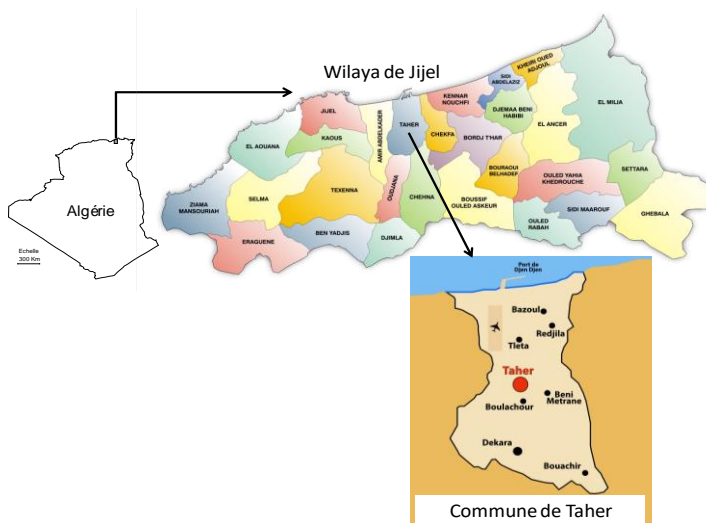 Wilaya de Jijel
KHEIRI OUED
ADJOUL
SIDI
ABDELAZIZ
JIJEL
KENNAR
NOUCHFI
DJEMAA BENI
HABIBI
EL MILIA
EL AOUANA
KAOUS
AMIR ABDELKADER
TAHER
CHEKFA
BORDJ T'HAR
EL ANCER
ZIAMA
MANSOURIAH
SELMA
TEXENNA
OUDJANA
CHEHNA
BOUSSIF
OULED ASKEUR
BOURAOUI
BELHADEF
OULED YAHIA
KHEDROUCHE
SETTARA
ERAGUENE
BEN YADJIS
DJIMLA
OULED
RABAH
SIDI MAAROUF
GHEBALA
Algérie
Echelle
300 Km
Port de
Djen Djen
Bazoul
Redjila
Tleta
Taher
Beni
Metrane
Boulachour
Dekara
Bouachir
Commune de Taher